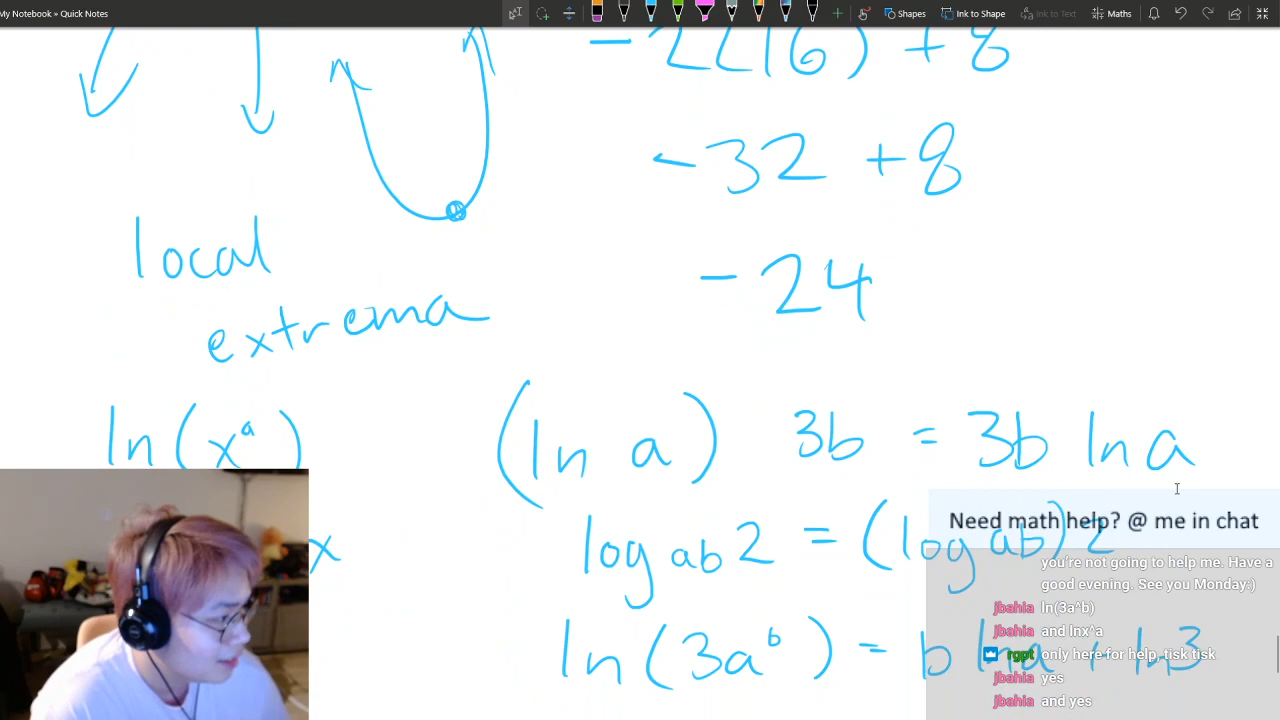 My Notebook » Quick Notes
Shapes
Ink to Shape
Ink to Text
Maths
-22(16) + 8
-32 + 8
-24
local
extrema
ln(x^a)
x
(ln a) 3b = 3b ln a
log ab 2 = (log ab) 2
ln(3a^b) = b ln a + ln 3
Need math help? @ me in chat
you're not going to help me. Have a
good evening. See you Monday:)
jbahia ln(3a^b)
jbahia and lnx^a
rgpt only here for help, tisk tisk
jbahia yes
jbahia and yes